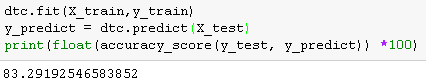 dtc.fit(X_train,y_train)
y_predict = dtc.predict(X_test)
print(float(accuracy_score(y_test, y_predict)) *100)
83.29192546583852